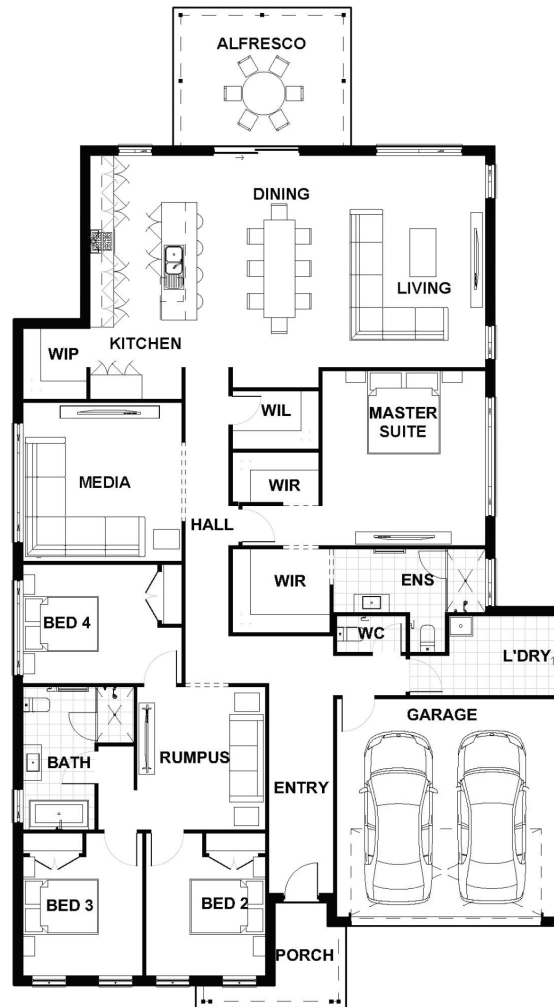 ALFRESCO
DINING
LIVING
KITCHEN
WIP
WIL
MASTER
SUITE
MEDIA
WIR
HALL
WIR
ENS
BED 4
WC
L'DRY
GARAGE
BATH
RUMPUS
ENTRY
BED 3
BED 2
PORCH